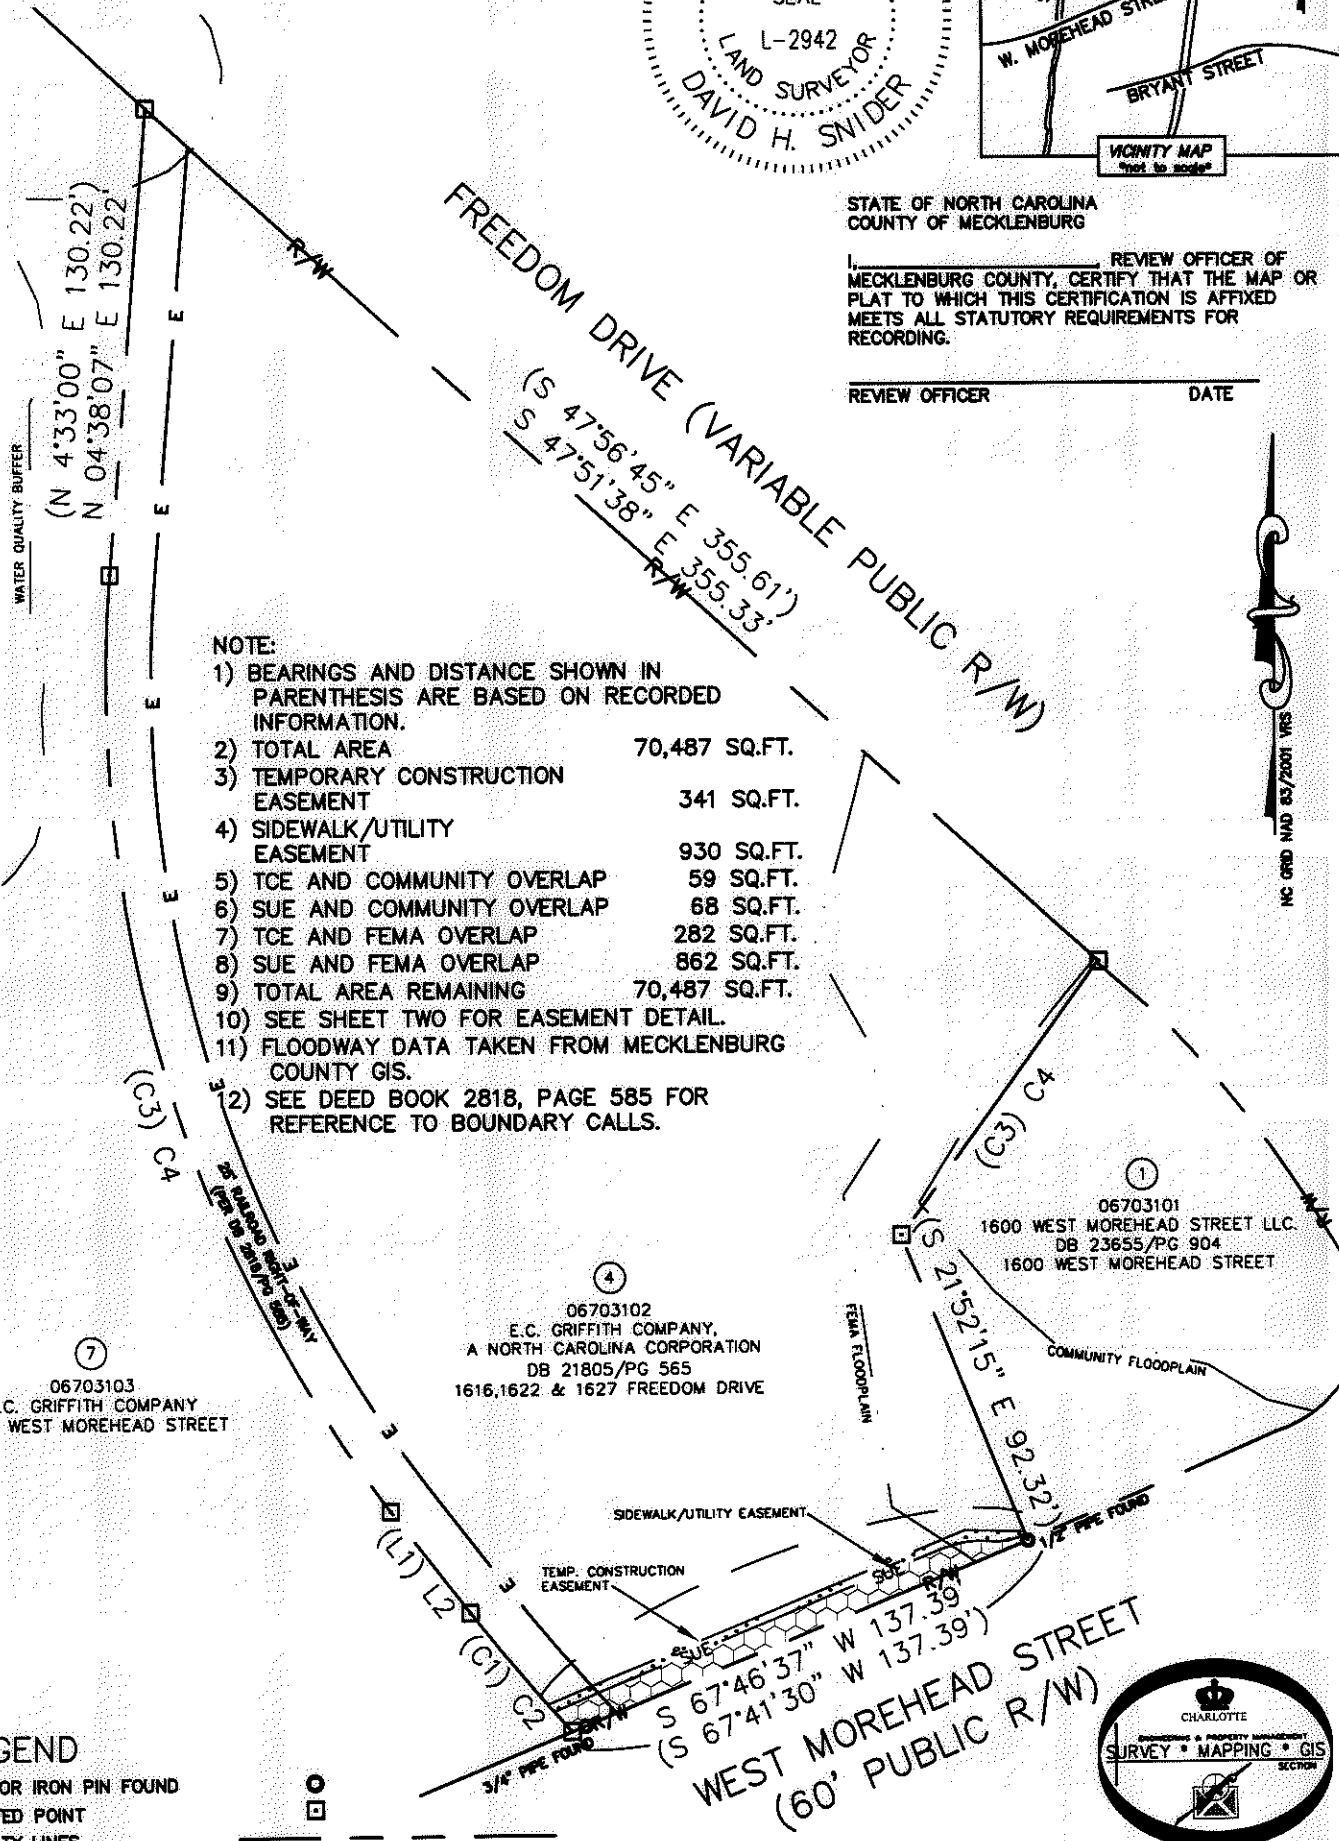 L-2942
LAND SURVEYOR
DAVID H. SNIDER
W. MOREHEAD
BRYANT STREET
VICINITY MAP
"not to scale"
STATE OF NORTH CAROLINA
COUNTY OF MECKLENBURG
I, REVIEW OFFICER OF
MECKLENBURG COUNTY, CERTIFY THAT THE MAP OR
PLAT TO WHICH THIS CERTIFICATION IS AFFIXED
MEETS ALL STATUTORY REQUIREMENTS FOR
RECORDING.
REVIEW OFFICER DATE
NC GRID NAD 83/2001 VRS
FREEDOM DRIVE (VARIABLE PUBLIC R/W)
R/W
(S 47°56'45" E 355.61')
S 47°51'38" E 355.33'
R/W
(N 4°33'00" E 130.22')
N 04°38'07" E 130.22'
WATER QUALITY BUFFER
E
E
E
E
NOTE:
1) BEARINGS AND DISTANCE SHOWN IN
PARENTHESIS ARE BASED ON RECORDED
INFORMATION.
2) TOTAL AREA 70,487 SQ.FT.
3) TEMPORARY CONSTRUCTION
EASEMENT 341 SQ.FT.
4) SIDEWALK/UTILITY
EASEMENT 930 SQ.FT.
5) TCE AND COMMUNITY OVERLAP 59 SQ.FT.
6) SUE AND COMMUNITY OVERLAP 68 SQ.FT.
7) TCE AND FEMA OVERLAP 282 SQ.FT.
8) SUE AND FEMA OVERLAP 862 SQ.FT.
9) TOTAL AREA REMAINING 70,487 SQ.FT.
10) SEE SHEET TWO FOR EASEMENT DETAIL.
11) FLOODWAY DATA TAKEN FROM MECKLENBURG
COUNTY GIS.
12) SEE DEED BOOK 2818, PAGE 585 FOR
REFERENCE TO BOUNDARY CALLS.
(C3) C4
E
25' RAILROAD RIGHT-OF-WAY
(PER DB 2818/PG 585)
E
E
E
(C3) C4
1
06703101
1600 WEST MOREHEAD STREET LLC.
DB 23655/PG 904
1600 WEST MOREHEAD STREET
R/W
(S 21°52'15" E 92.32')
4
06703102
E.C. GRIFFITH COMPANY,
A NORTH CAROLINA CORPORATION
DB 21805/PG 565
1616,1622 & 1627 FREEDOM DRIVE
FEMA FLOODPLAIN
COMMUNITY FLOODPLAIN
7
06703103
.C. GRIFFITH COMPANY
WEST MOREHEAD STREET
(L1) L2
(C1) C2
SIDEWALK/UTILITY EASEMENT
TEMP. CONSTRUCTION
EASEMENT
SUE
SUE
R/W
R/W
1/2" PIPE FOUND
3/4" PIPE FOUND
S 67°46'37" W 137.39'
(S 67°41'30" W 137.39')
WEST MOREHEAD STREET
(60' PUBLIC R/W)
GEND
OR IRON PIN FOUND
ED POINT
CHARLOTTE
ENGINEERING & PROPERTY MANAGEMENT
SURVEY * MAPPING * GIS
SECTION